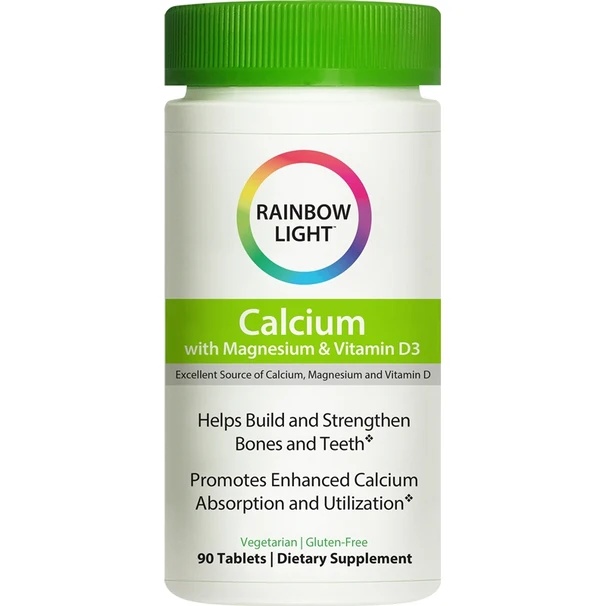 RAINBOW
LIGHT™
Calcium
with Magnesium & Vitamin D3
Excellent Source of Calcium, Magnesium and Vitamin D
Helps Build and Strengthen
Bones and Teeth❖
Promotes Enhanced Calcium
Absorption and Utilization❖
Vegetarian | Gluten-Free
90 Tablets | Dietary Supplement